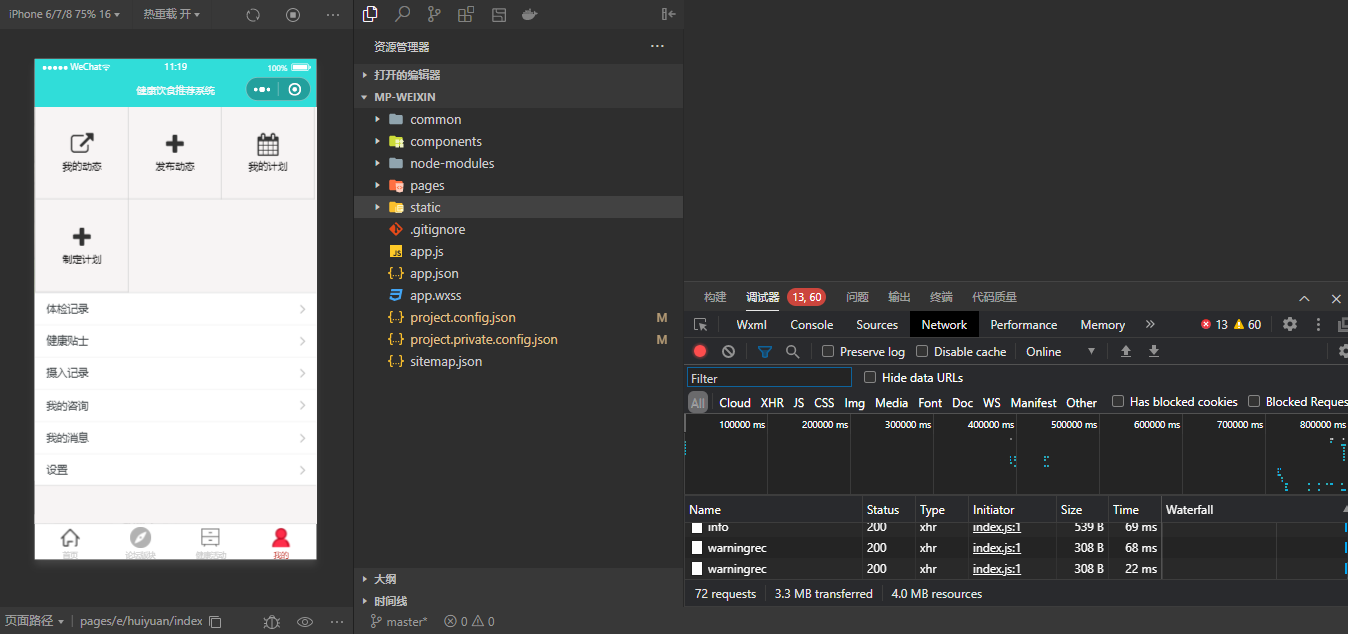 iPhone 6/7/8 75% 16
热重载 开
WeChat
11:19
100%
健康饮食推荐系统
我的动态
发布动态
我的计划
制定计划
体检记录
健康贴士
摄入记录
我的咨询
我的消息
设置
首页
论坛板块
健康活动
我的
页面路径
pages/e/huiyuan/index
资源管理器
打开的编辑器
MP-WEIXIN
common
components
node-modules
pages
static
.gitignore
app.js
app.json
app.wxss
project.config.json M
project.private.config.json M
sitemap.json
大纲
时间线
master* 0 0
构建 调试器 13, 60 问题 输出 终端 代码质量
Wxml Console Sources Network Performance Memory 13 60
Preserve log Disable cache Online
Filter Hide data URLs
All Cloud XHR JS CSS Img Media Font Doc WS Manifest Other Has blocked cookies Blocked Reques
100000 ms 200000 ms 300000 ms 400000 ms 500000 ms 600000 ms 700000 ms 800000 ms
Name Status Type Initiator Size Time Waterfall
info 200 xhr index.js:1 539 B 69 ms
warningrec 200 xhr index.js:1 308 B 68 ms
warningrec 200 xhr index.js:1 308 B 22 ms
72 requests 3.3 MB transferred 4.0 MB resources